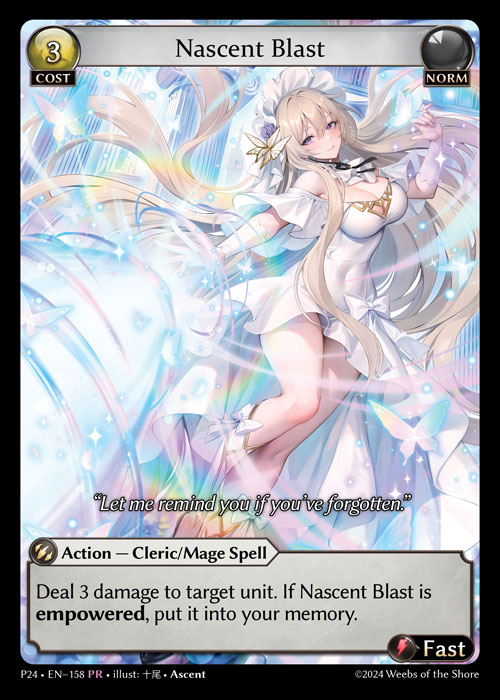 3
COST
Nascent Blast
NORM
“Let me remind you if you’ve forgotten.”
Action — Cleric/Mage Spell
Deal 3 damage to target unit. If Nascent Blast is
empowered, put it into your memory.
Fast
P24 • EN–158 PR • illust: 十尾 • Ascent
©2024 Weebs of the Shore